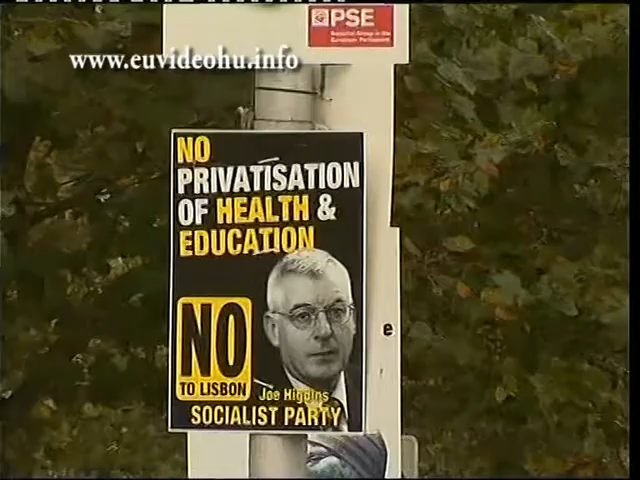 PSE
Socialist Group in the
European Parliament
www.euvideohu.info
NO
PRIVATISATION
OF HEALTH &
EDUCATION
NO
TO LISBON
Joe Higgins
SOCIALIST PARTY
e